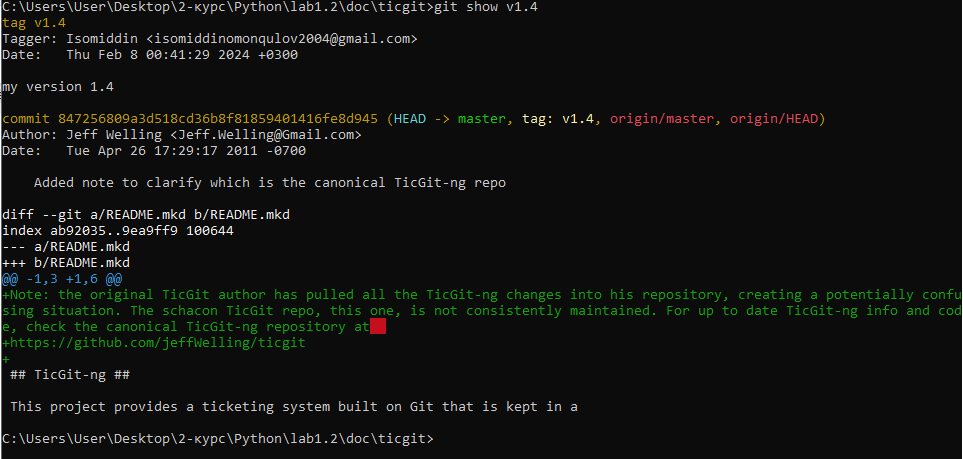 C:\Users\User\Desktop\2-курс\Python\lab1.2\doc\ticgit>git show v1.4
tag v1.4
Tagger: Isomiddin <isomiddinomonqulov2004@gmail.com>
Date:   Thu Feb 8 00:41:29 2024 +0300

my version 1.4

commit 847256809a3d518cd36b8f81859401416fe8d945 (HEAD -> master, tag: v1.4, origin/master, origin/HEAD)
Author: Jeff Welling <Jeff.Welling@Gmail.com>
Date:   Tue Apr 26 17:29:17 2011 -0700

    Added note to clarify which is the canonical TicGit-ng repo

diff --git a/README.mkd b/README.mkd
index ab92035..9ea9ff9 100644
--- a/README.mkd
+++ b/README.mkd
@@ -1,3 +1,6 @@
+Note: the original TicGit author has pulled all the TicGit-ng changes into his repository, creating a potentially confu
sing situation. The schacon TicGit repo, this one, is not consistently maintained. For up to date TicGit-ng info and cod
e, check the canonical TicGit-ng repository at
+https://github.com/jeffWelling/ticgit
+
 ## TicGit-ng ##

 This project provides a ticketing system built on Git that is kept in a

C:\Users\User\Desktop\2-курс\Python\lab1.2\doc\ticgit>